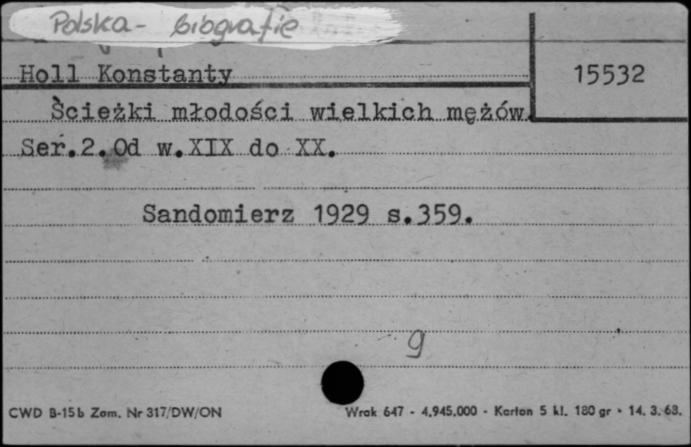 Polska - biografie
Holl Konstanty
15532
Ścieżki młodości wielkich mężów.
Ser.2.Od w.XIX do XX.
Sandomierz 1929 s.359.
g
CWD B-15b Zam. Nr 317/DW/ON
Wrak 647 - 4,945.000 - Karton 5 kl. 180 gr - 14. 3. 68.